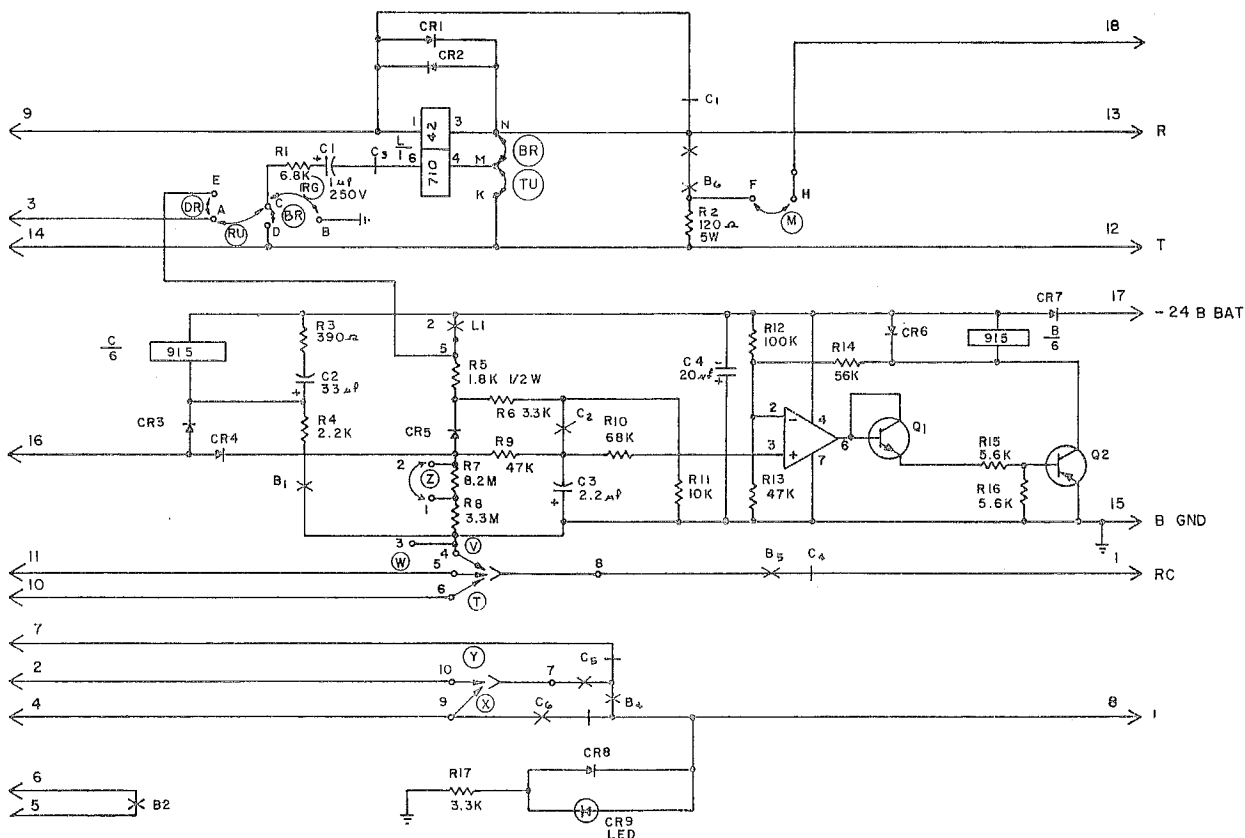 CR1
18
CR2
C1
9
1 42 3 N
13
R
L/1
BR
R1
C1
C3
6 710 4 M
6.8K
1µf
250V
IRG
TU
B6
F H
E
K
R2
120Ω
5W
M
3
DR
A
C
BR
RU
D
B
14
12
T
CR7
17
-24 B BAT
2 L1
R3
390Ω
R12
100K
CR6
C/6
915
915
B/6
5
R14
56K
R5
1.8K 1/2W
C4
20µf
C2
33µf
R6 3.3K
C2
R10
68K
2
4
CR3
R4
2.2K
Q1
CR5
6
R15
5.6K
Q2
16
CR4
R9
47K
3
7
2
R7
8.2M
Z
B1
C3
2.2µf
R11
10K
R13
47K
R16
5.6K
1
R8
3.3M
15
B GND
3
V
4
W
11
5
8
B5
C4
1
RC
10
6
T
7
Y
C5
2
10
7
X
B4
4
9
C6
8
1
CR8
6
R17
3.3K
5
B2
CR9
LED